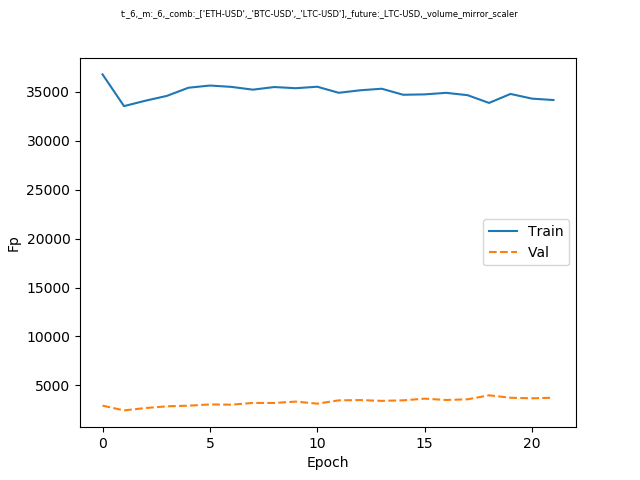 t:_6,_m:_6,_comb:_['ETH-USD',_'BTC-USD',_'LTC-USD'],_future:_LTC-USD,_volume_mirror_scaler
35000
30000
25000
20000
15000
10000
5000
Fp
Train
Val
0 5 10 15 20
Epoch